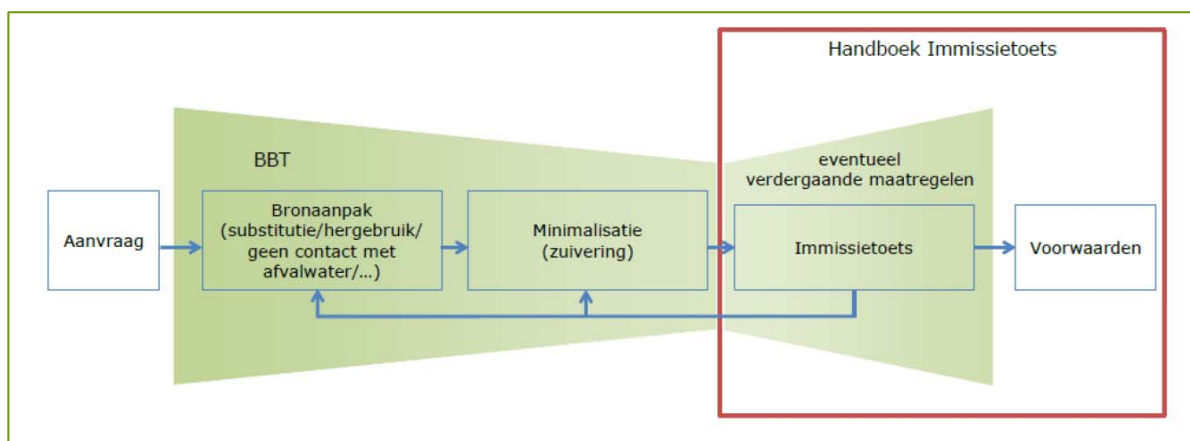 Handboek Immissietoets
BBT
eventueel
verdergaande maatregelen
Aanvraag
Bronaanpak
(substitutie/hergebruik/
geen contact met
afvalwater/...)
Minimalisatie
(zuivering)
Immissietoets
Voorwaarden